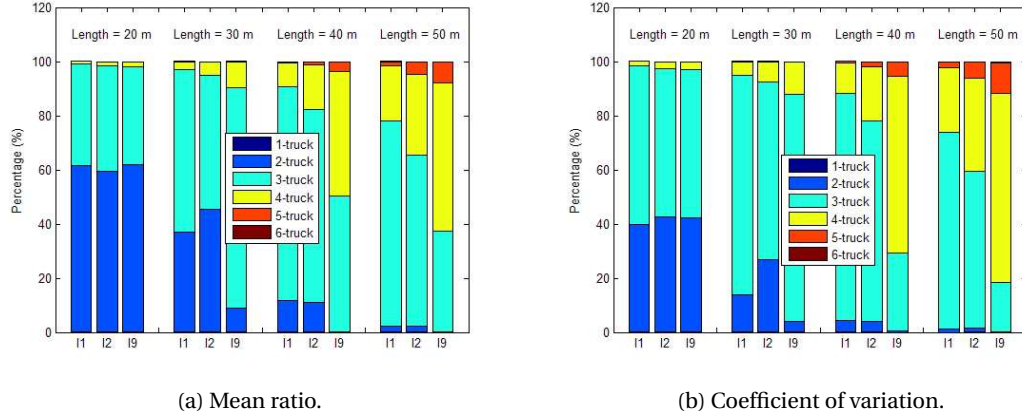 120
100
80
60
40
20
0
Percentage (%)
Length = 20 m Length = 30 m Length = 40 m Length = 50 m
1-truck
2-truck
3-truck
4-truck
5-truck
6-truck
I1 I2 I9 I1 I2 I9 I1 I2 I9 I1 I2 I9
(a) Mean ratio.
120
100
80
60
40
20
0
Percentage (%)
Length = 20 m Length = 30 m Length = 40 m Length = 50 m
1-truck
2-truck
3-truck
4-truck
5-truck
6-truck
I1 I2 I9 I1 I2 I9 I1 I2 I9 I1 I2 I9
(b) Coefficient of variation.